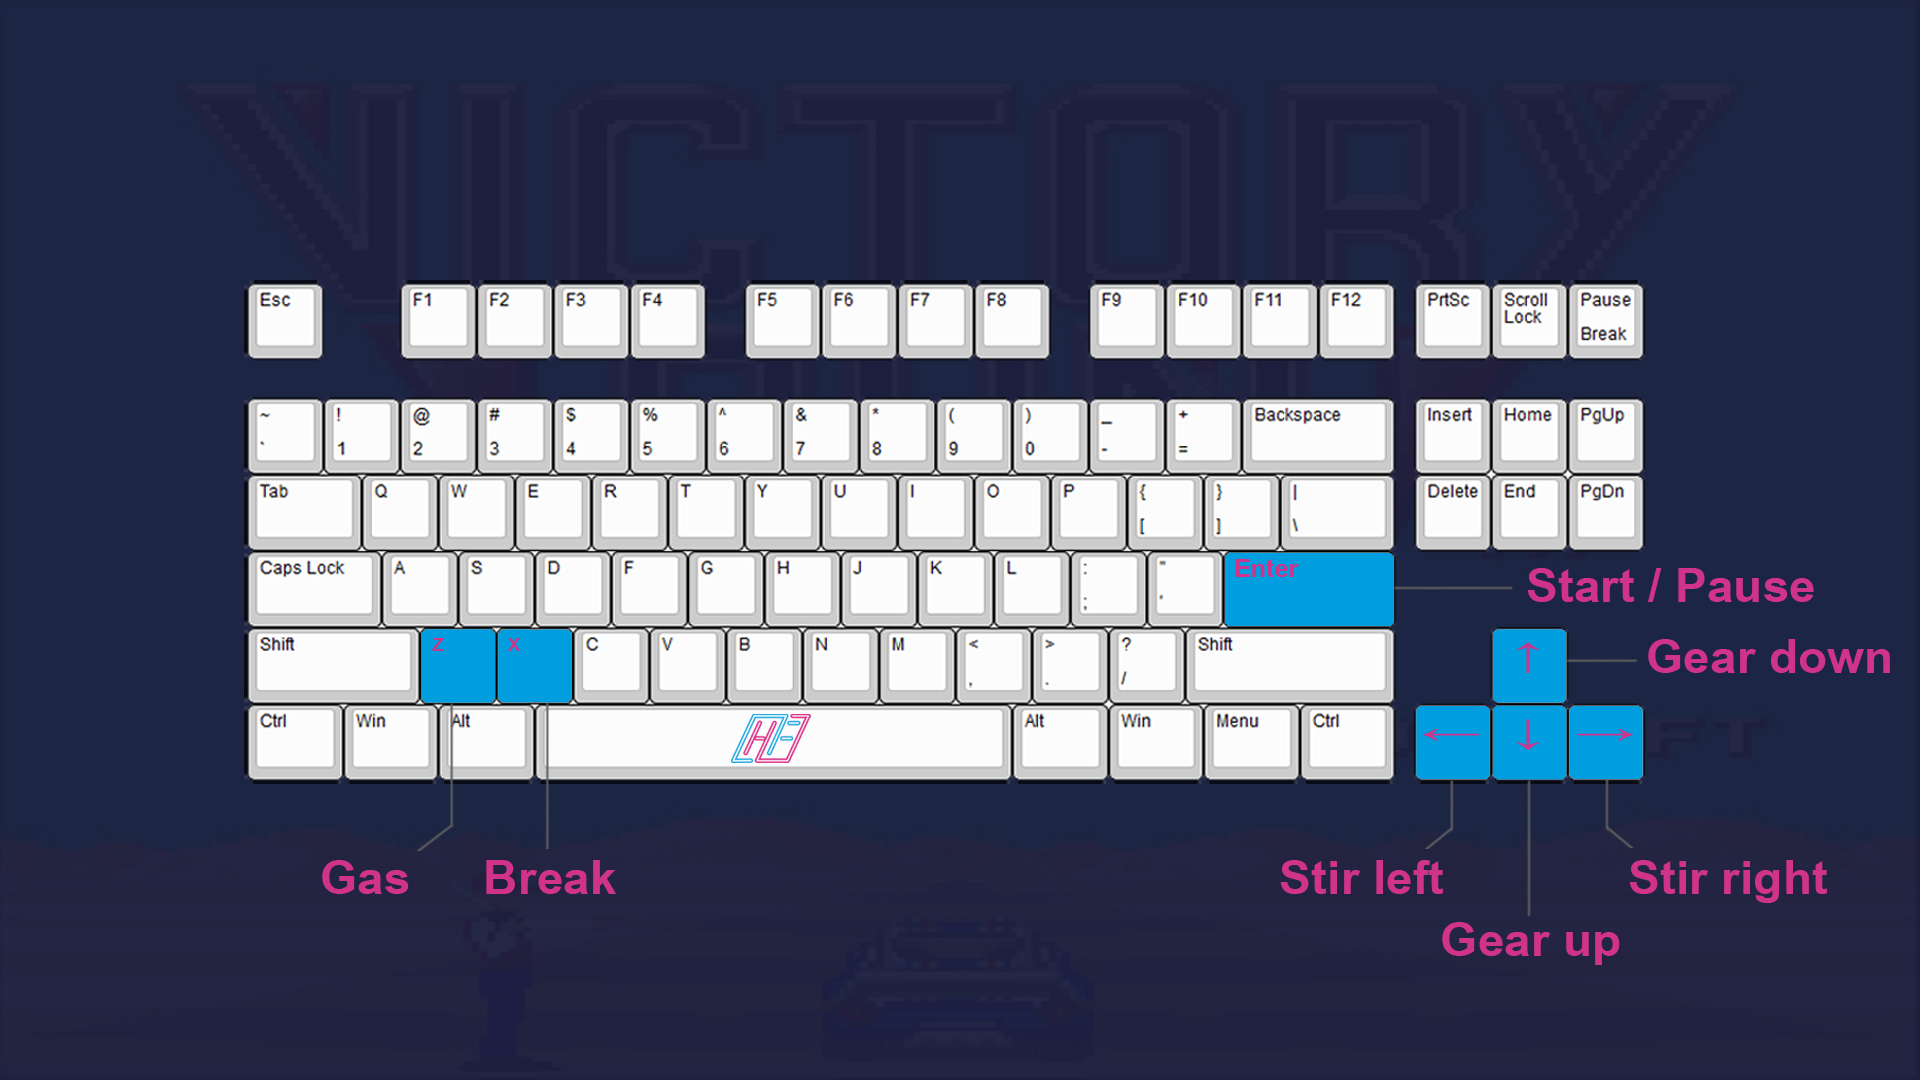 VICTORY
Esc F1 F2 F3 F4 F5 F6 F7 F8 F9 F10 F11 F12 PrtSc Scroll Lock Pause Break
~ ` ! 1 @ 2 # 3 $ 4 % 5 ^ 6 & 7 * 8 ( 9 ) 0 _ - + = Backspace Insert Home PgUp
Tab Q W E R T Y U I O P { [ } ] | \ Delete End PgDn
Caps Lock A S D F G H J K L : ; " ' Enter
Start / Pause
Shift Z X C V B N M < , > . ? / Shift ↑
Gear down
Ctrl Win Alt Alt Win Menu Ctrl ← ↓ →
Gas Break Stir left Stir right
Gear up